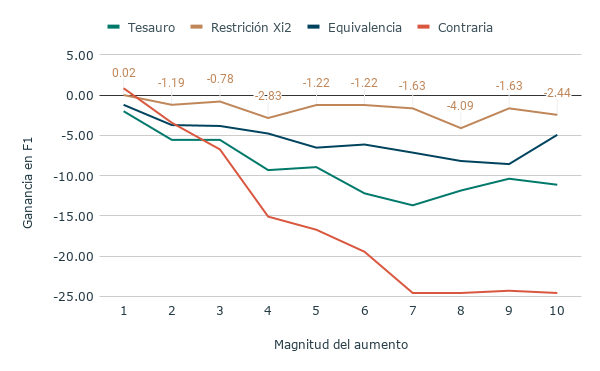 Tesauro Restrición Xi2 Equivalencia Contraria
5.00
0.00
-5.00
-10.00
-15.00
-20.00
-25.00
Ganancia en F1
0.02 -1.19 -0.78 -2.83 -1.22 -1.22 -1.63 -4.09 -1.63 -2.44
1 2 3 4 5 6 7 8 9 10
Magnitud del aumento